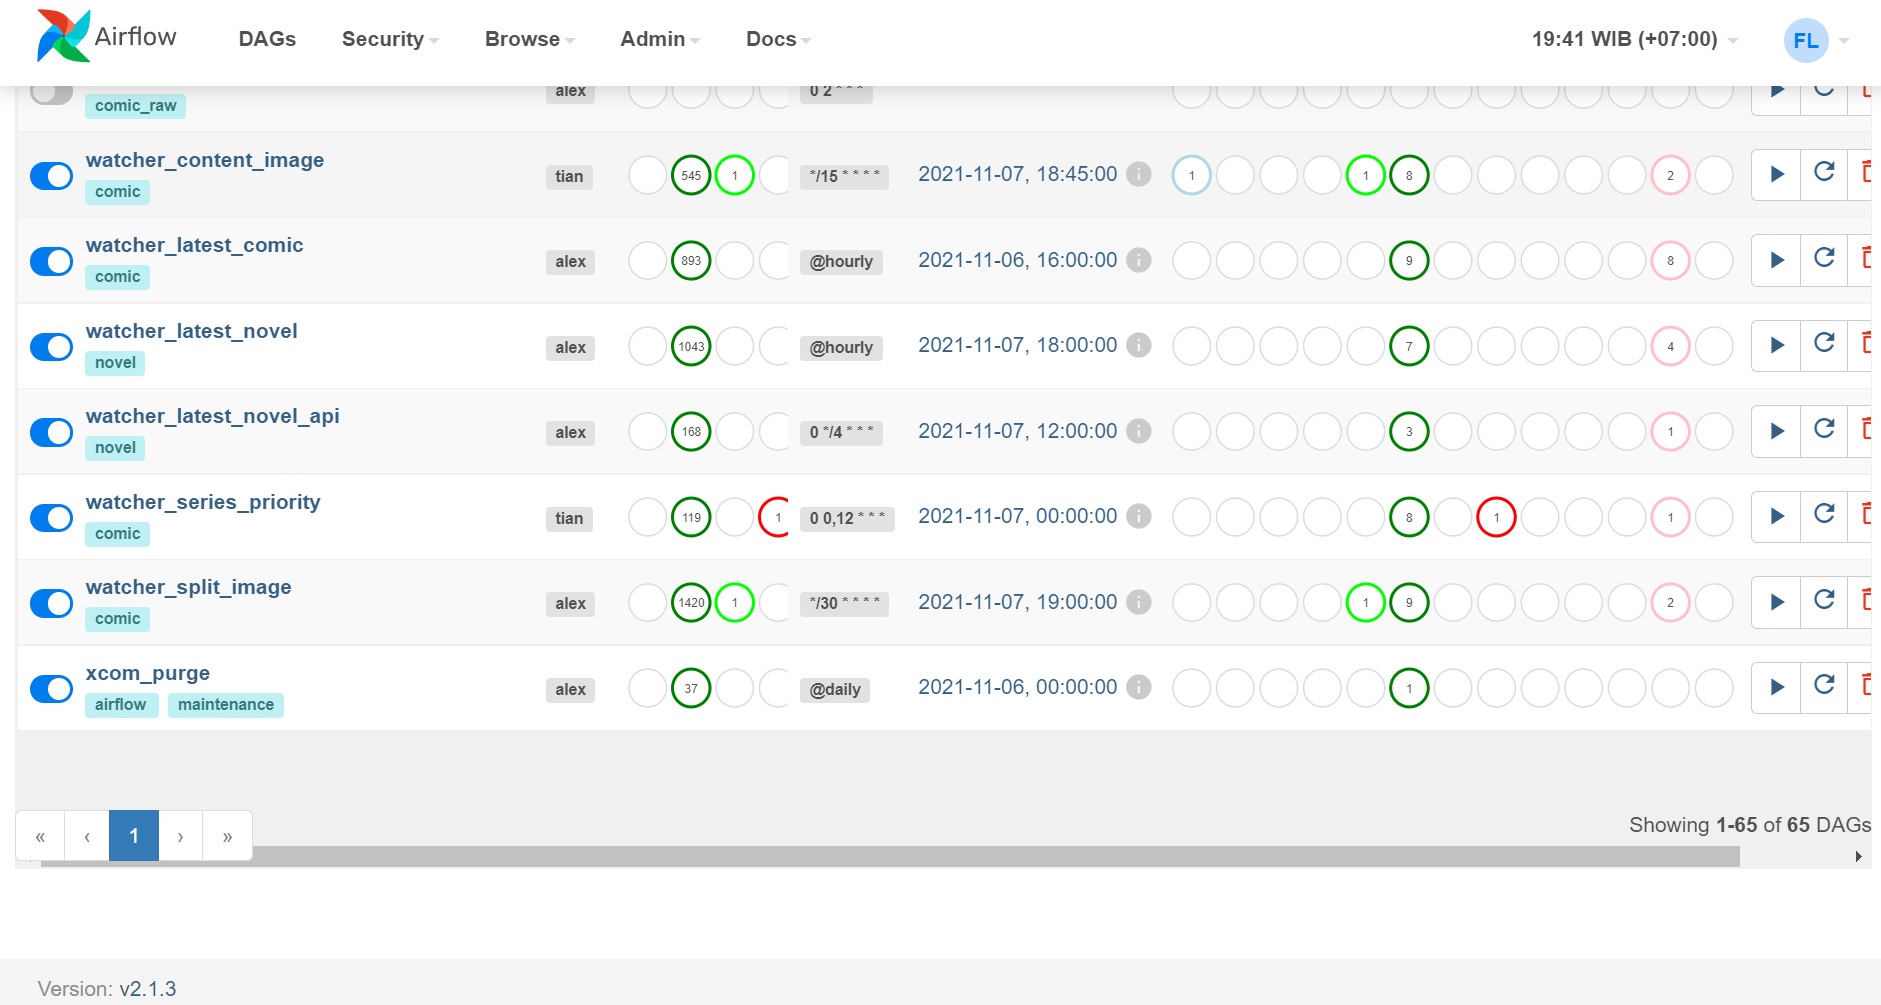 Airflow DAGs Security Browse Admin Docs 19:41 WIB (+07:00) FL
comic_raw alex 0 2 * * *
watcher_content_image
comic tian 545 1 */15 * * * * 2021-11-07, 18:45:00 i 1 1 8 2
watcher_latest_comic
comic alex 893 @hourly 2021-11-06, 16:00:00 i 9 8
watcher_latest_novel
novel alex 1043 @hourly 2021-11-07, 18:00:00 i 7 4
watcher_latest_novel_api
novel alex 168 0 */4 * * * 2021-11-07, 12:00:00 i 3 1
watcher_series_priority
comic tian 119 1 0 0,12 * * * 2021-11-07, 00:00:00 i 8 1 1
watcher_split_image
comic alex 1420 1 */30 * * * * 2021-11-07, 19:00:00 i 1 9 2
xcom_purge
airflow maintenance alex 37 @daily 2021-11-06, 00:00:00 i 1
« ‹ 1 › »
Showing 1-65 of 65 DAGs
Version: v2.1.3